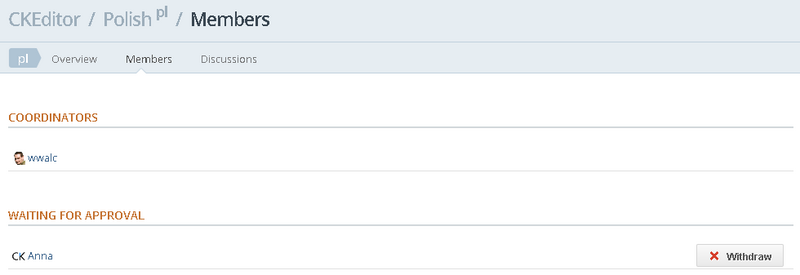 CKEditor / Polish pl / Members
pl Overview Members Discussions
COORDINATORS
wwalc
WAITING FOR APPROVAL
CK Anna Withdraw